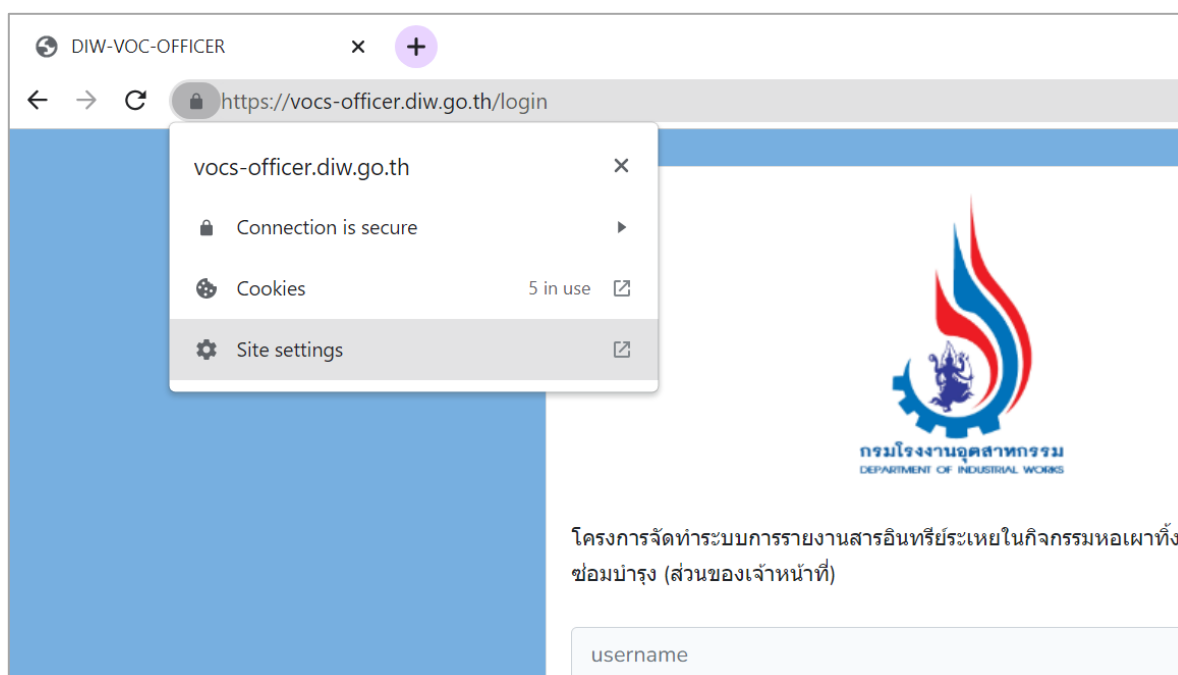 DIW-VOC-OFFICER
https://vocs-officer.diw.go.th/login
vocs-officer.diw.go.th
Connection is secure
Cookies 5 in use
Site settings
กรมโรงงานอุตสาหกรรม
DEPARTMENT OF INDUSTRIAL WORKS
โครงการจัดทำระบบการรายงานสารอินทรีย์ระเหยในกิจกรรมหอเผาทิ้ง
ซ่อมบำรุง (ส่วนของเจ้าหน้าที่)
username